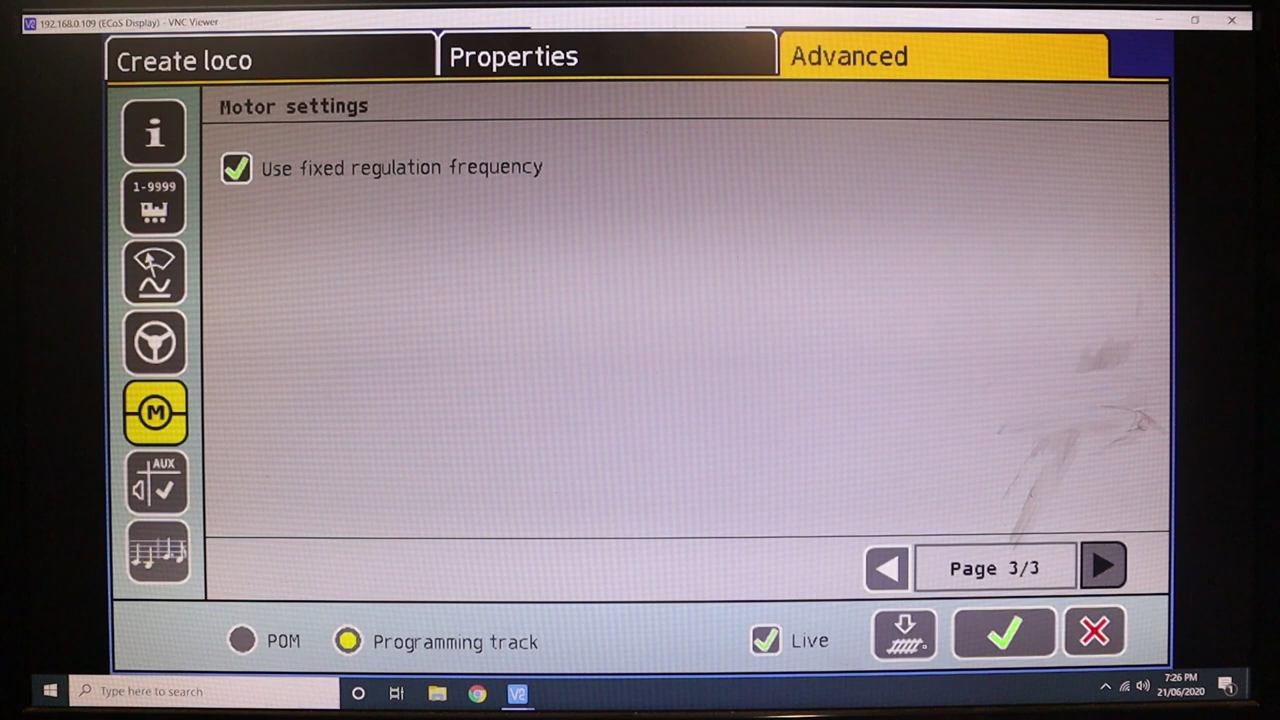 192.168.0.109 (ECoS Display) - VNC Viewer
Create loco
Properties
Advanced
Motor settings
i
1-9999
Use fixed regulation frequency
M
AUX
Page 3/3
POM
Programming track
Live
Type here to search
7:26 PM
21/06/2020
1